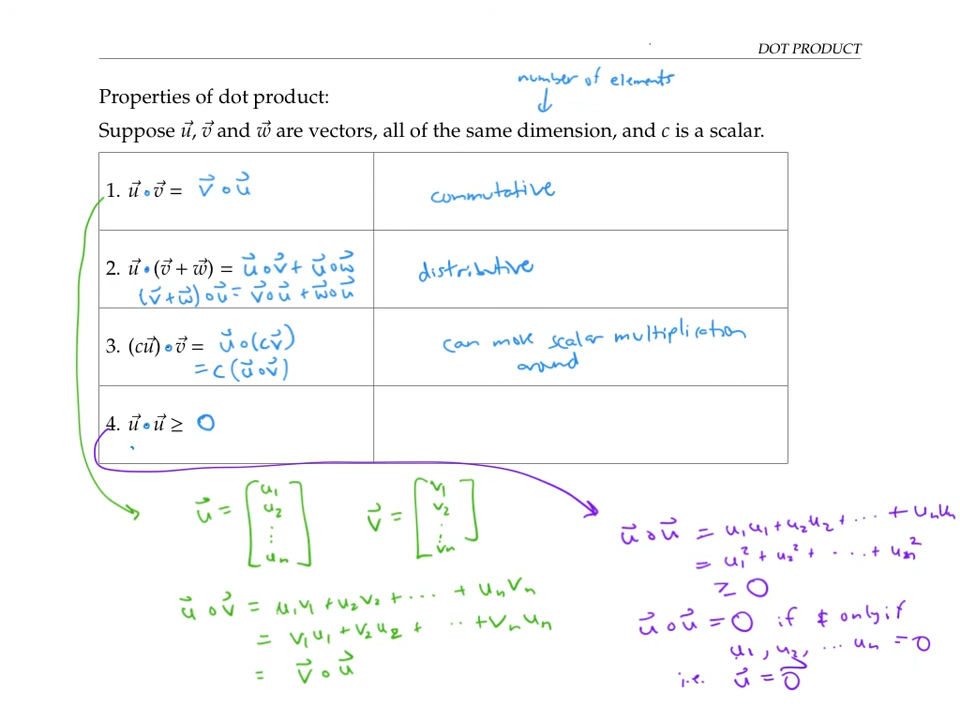 DOT PRODUCT
number of elements
↓
Properties of dot product:
Suppose u⃗, v⃗ and w⃗ are vectors, all of the same dimension, and c is a scalar.
1. u⃗ ∘ v⃗ = v⃗ ∘ u⃗
commutative
2. u⃗ ∘ (v⃗ + w⃗) = u⃗ ∘ v⃗ + u⃗ ∘ w⃗
(v⃗ + w⃗) ∘ u⃗ = v⃗ ∘ u⃗ + w⃗ ∘ u⃗
distributive
3. (cu⃗) ∘ v⃗ = u⃗ ∘ (cv⃗)
= c (u⃗ ∘ v⃗)
can move scalar multiplication
around
4. u⃗ ∘ u⃗ ≥ 0
u⃗ = [u₁ u₂ ⋮ uₙ] v⃗ = [v₁ v₂ ⋮ vₙ]
u⃗ ∘ v⃗ = u₁v₁ + u₂v₂ + ⋯ + uₙvₙ
= v₁u₁ + v₂u₂ + ⋯ + vₙuₙ
= v⃗ ∘ u⃗
u⃗ ∘ u⃗ = u₁u₁ + u₂u₂ + ⋯ + uₙuₙ
= u₁² + u₂² + ⋯ + uₙ²
≥ 0
u⃗ ∘ u⃗ = 0 if & only if
u₁, u₂, ⋯ uₙ = 0
i.e. u⃗ = 0⃗